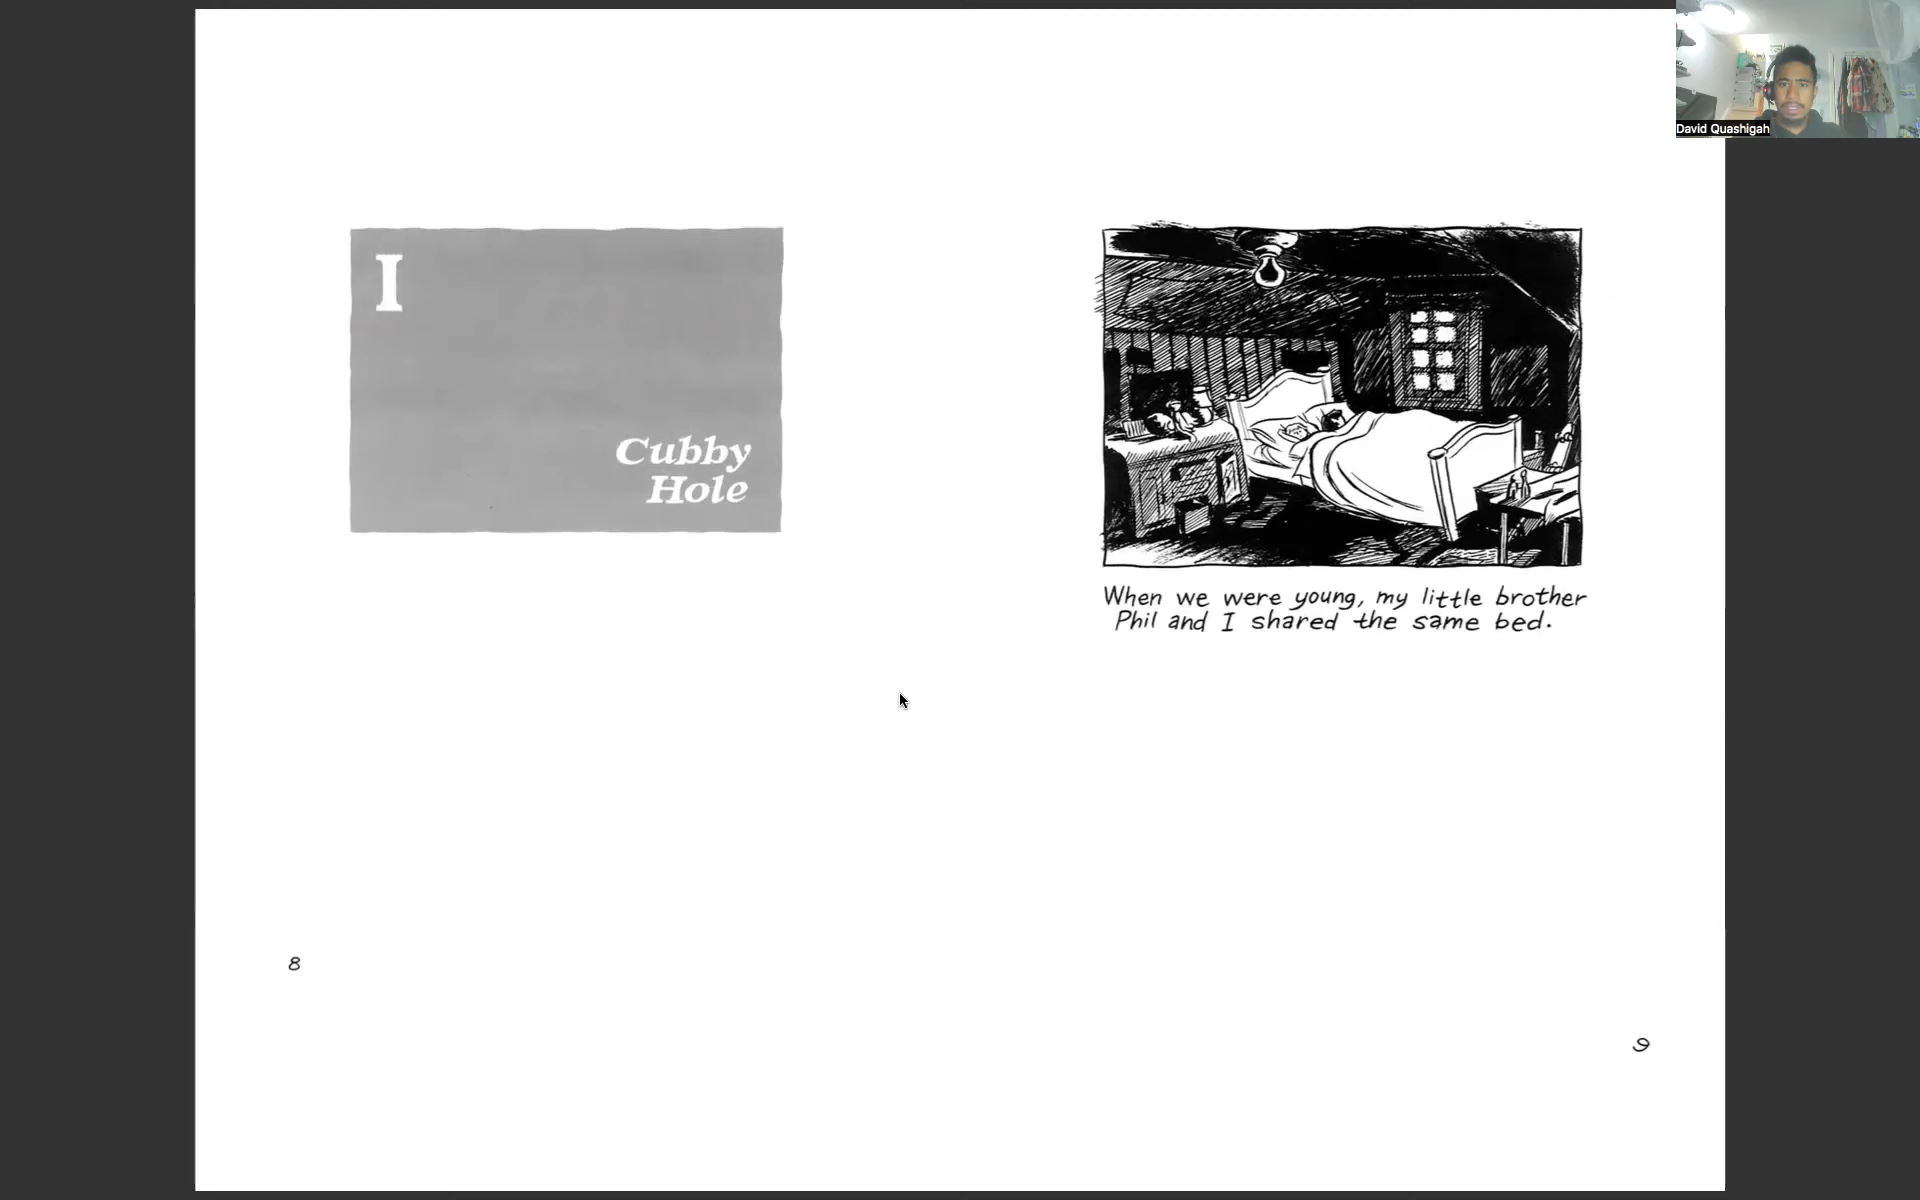 David Quashigah
I
Cubby
Hole
When we were young, my little brother
Phil and I shared the same bed.
8
9